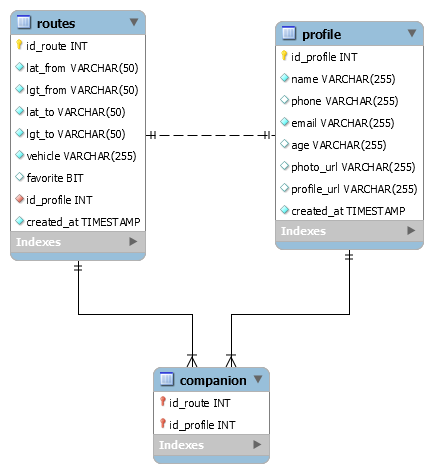 routes
id_route INT
lat_from VARCHAR(50)
lgt_from VARCHAR(50)
lat_to VARCHAR(50)
lgt_to VARCHAR(50)
vehicle VARCHAR(255)
favorite BIT
id_profile INT
created_at TIMESTAMP
Indexes
profile
id_profile INT
name VARCHAR(255)
phone VARCHAR(255)
email VARCHAR(255)
age VARCHAR(255)
photo_url VARCHAR(255)
profile_url VARCHAR(255)
created_at TIMESTAMP
Indexes
companion
id_route INT
id_profile INT
Indexes